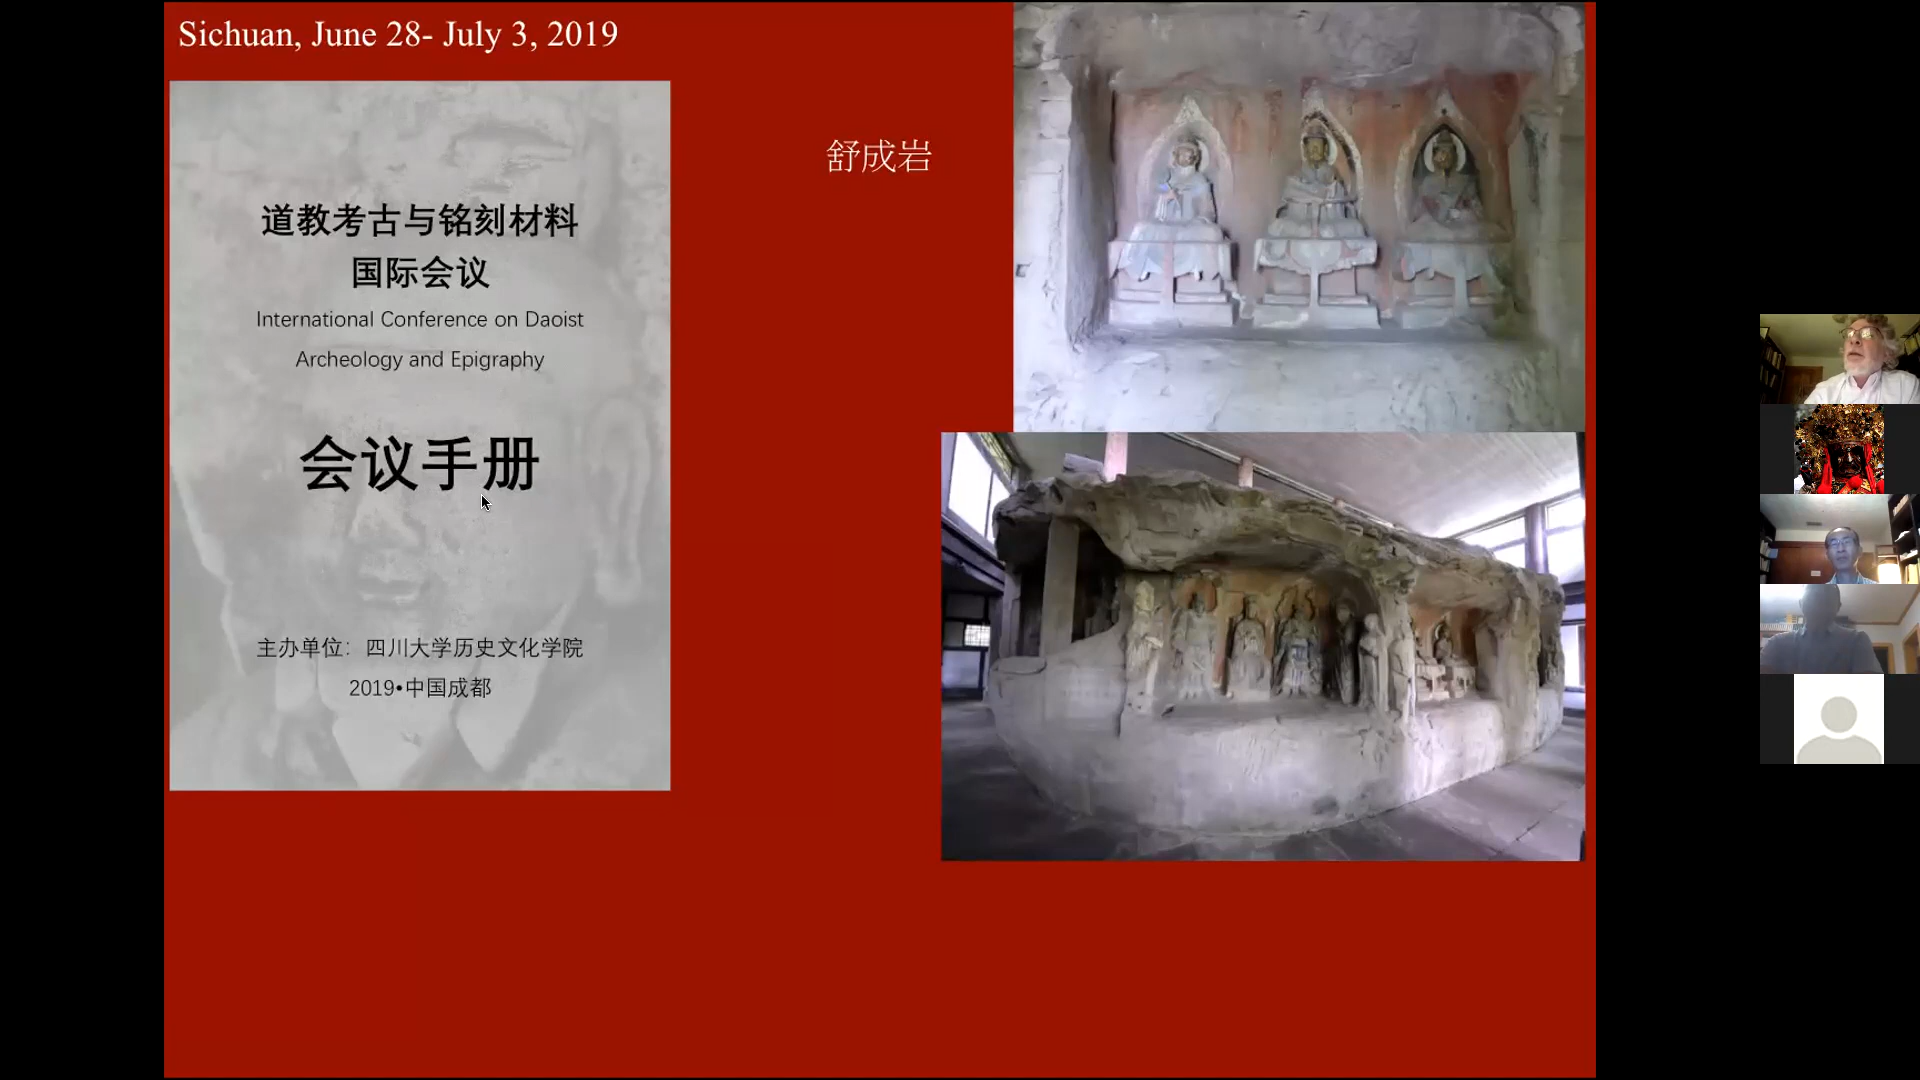 Sichuan, June 28- July 3, 2019
道教考古与铭刻材料
国际会议
International Conference on Daoist
Archeology and Epigraphy
会议手册
主办单位：四川大学历史文化学院
2019•中国成都
舒成岩